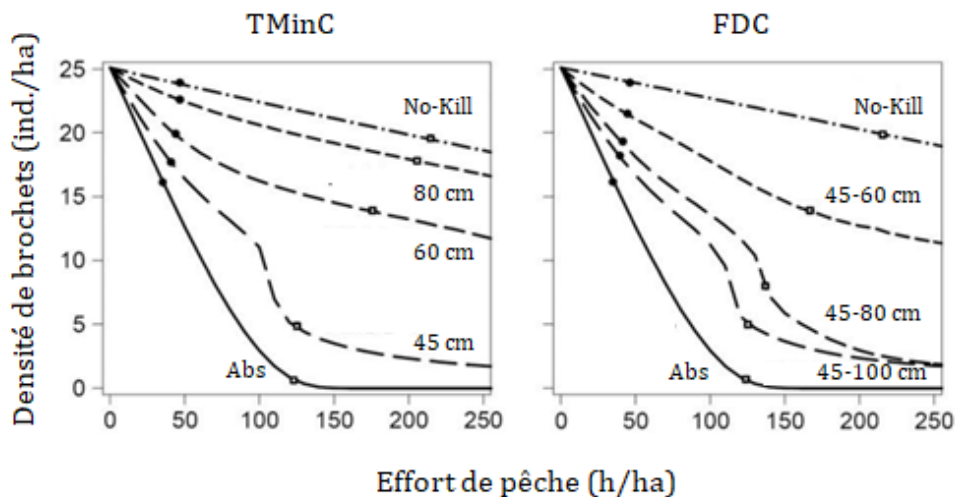 TMinC
FDC
Densité de brochets (ind./ha)
25
20
15
10
5
0
No-Kill
80 cm
60 cm
45 cm
Abs
0 50 100 150 200 250
No-Kill
45-60 cm
45-80 cm
45-100 cm
Abs
0 50 100 150 200 250
Effort de pêche (h/ha)